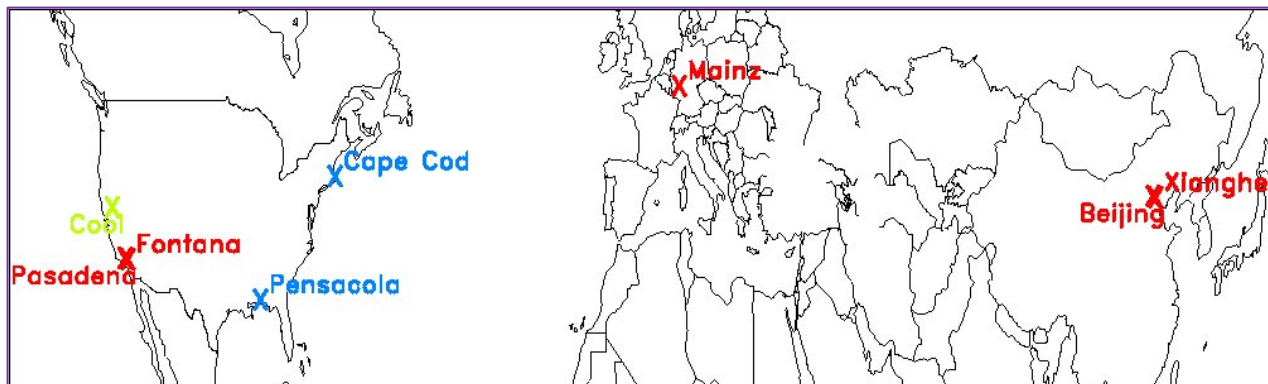 Mainz
Cape Cod
Xianghe
Beijing
Cool
Fontana
Pasadena
Pensacola